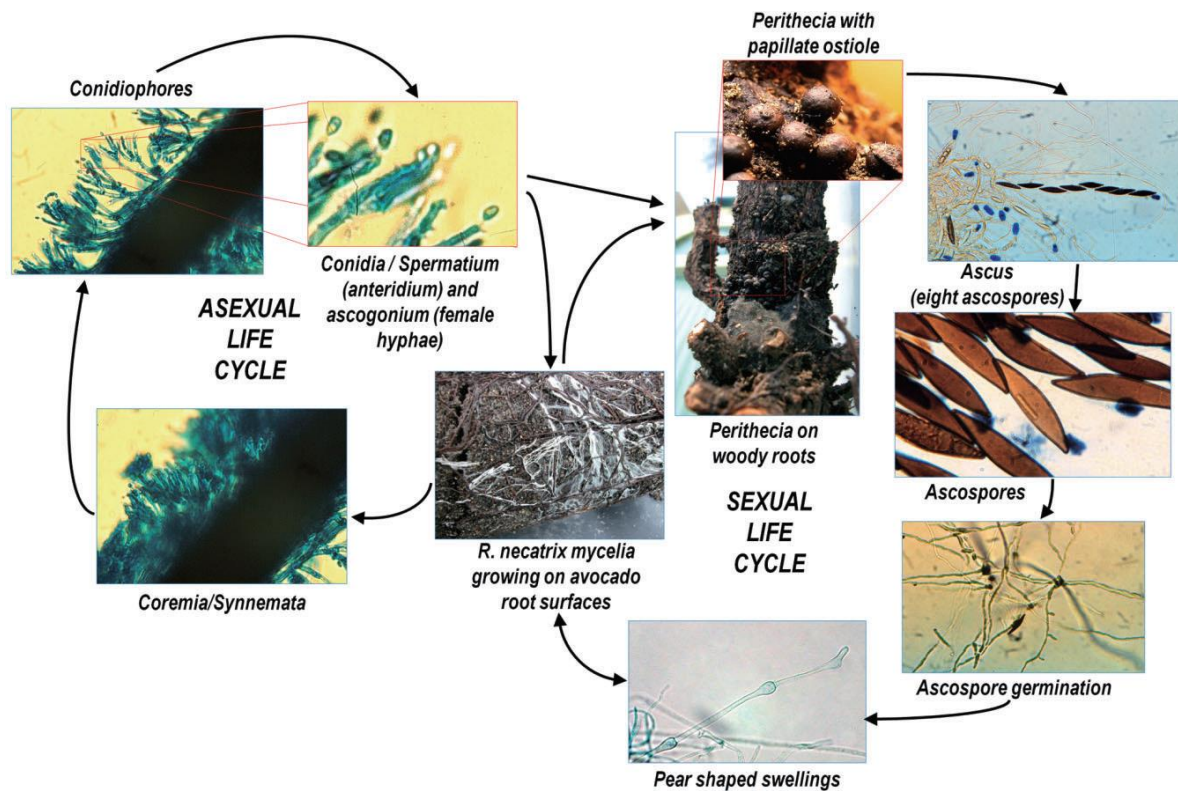 Perithecia with
papillate ostiole
Conidiophores
Conidia / Spermatium
(anteridium) and
ascogonium (female
hyphae)
ASEXUAL
LIFE
CYCLE
Ascus
(eight ascospores)
Perithecia on
woody roots
Ascospores
SEXUAL
LIFE
CYCLE
R. necatrix mycelia
growing on avocado
root surfaces
Coremia/Synnemata
Ascospore germination
Pear shaped swellings